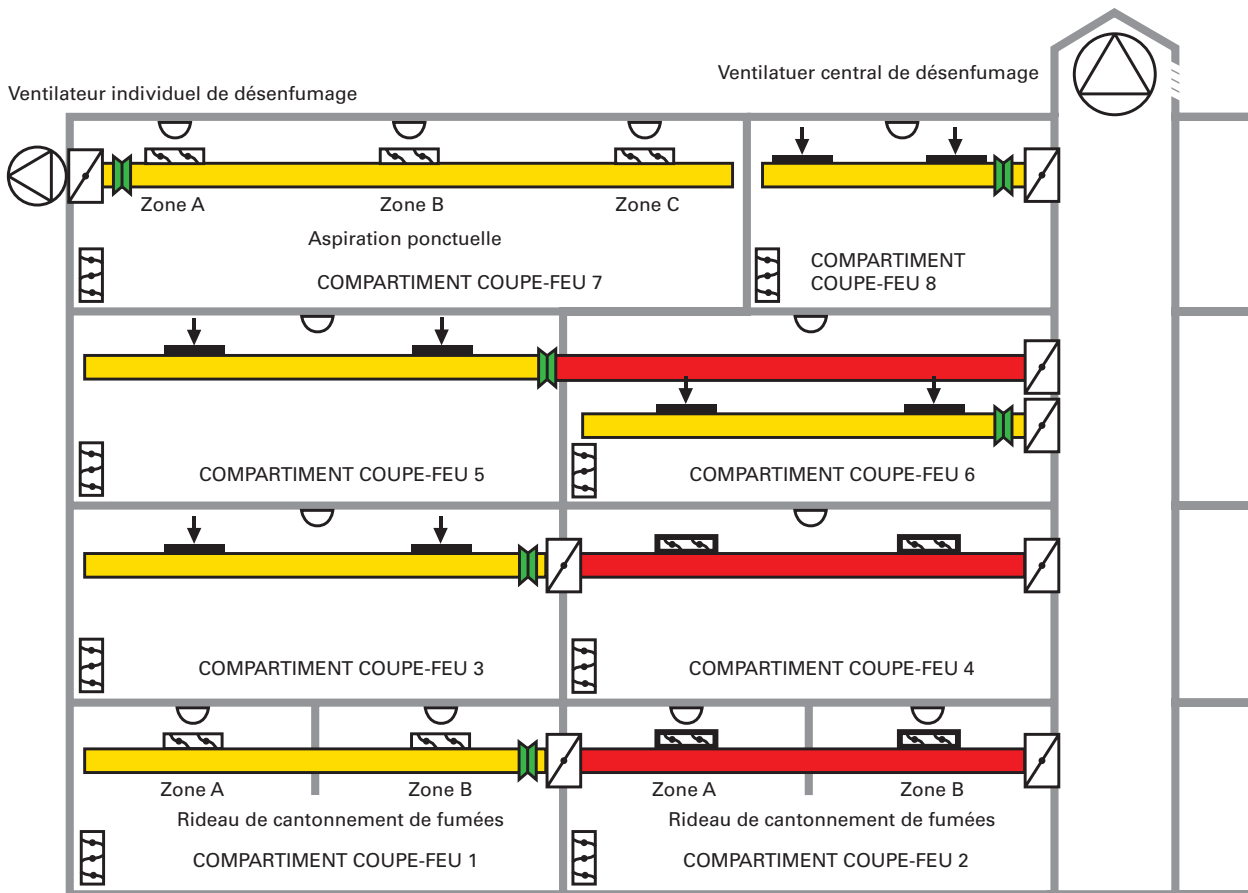 Ventilatuer central de désenfumage
Ventilateur individuel de désenfumage
Zone A
Zone B
Zone C
Aspiration ponctuelle
COMPARTIMENT COUPE-FEU 7
COMPARTIMENT
COUPE-FEU 8
COMPARTIMENT COUPE-FEU 5
COMPARTIMENT COUPE-FEU 6
COMPARTIMENT COUPE-FEU 3
COMPARTIMENT COUPE-FEU 4
Zone A
Zone B
Zone A
Zone B
Rideau de cantonnement de fumées
Rideau de cantonnement de fumées
COMPARTIMENT COUPE-FEU 1
COMPARTIMENT COUPE-FEU 2